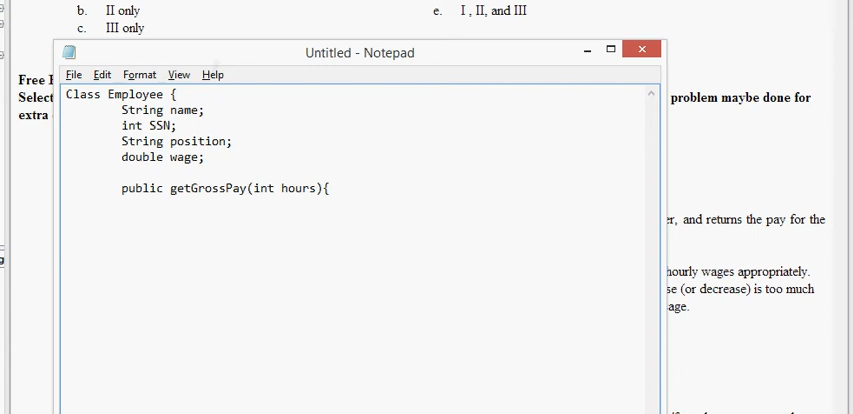 b. II only e. I , II, and III
c. III only
Untitled - Notepad
File Edit Format View Help
Free
Select problem maybe done for
extra
Class Employee {
String name;
int SSN;
String position;
double wage;
public getGrossPay(int hours){
er, and returns the pay for the
hourly wages appropriately.
se (or decrease) is too much
age.